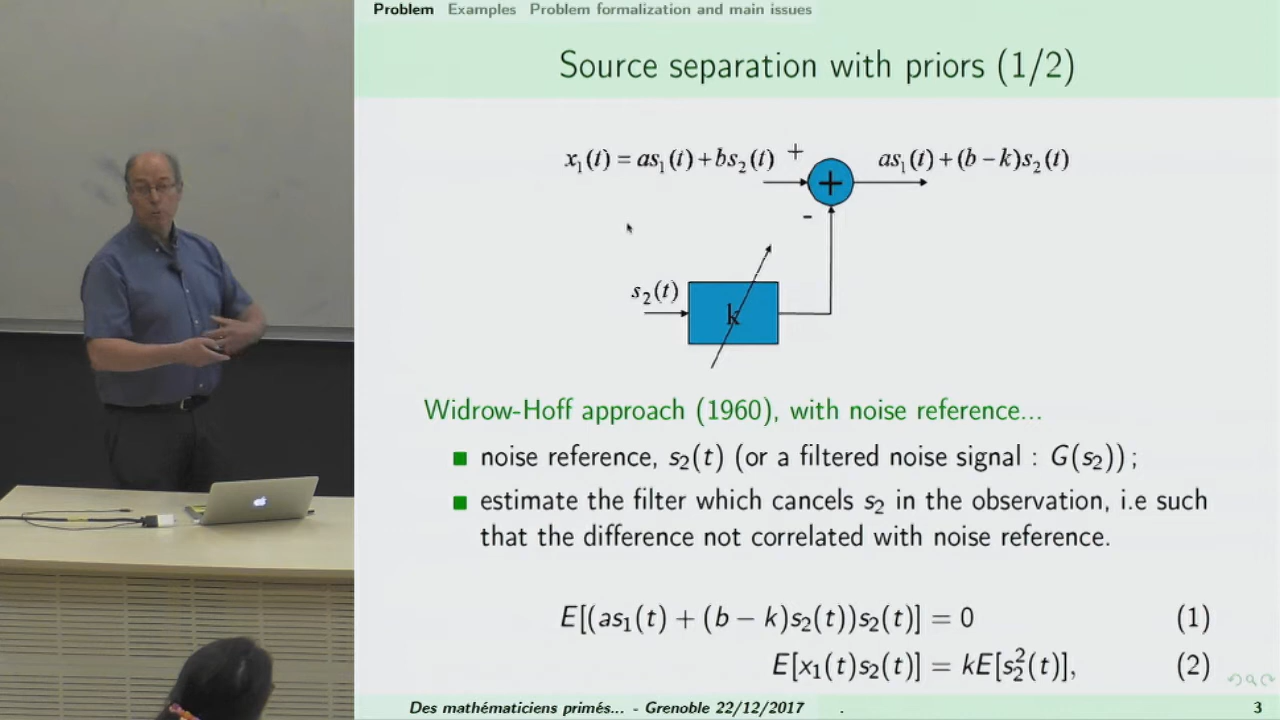 Problem Examples Problem formalization and main issues
Source separation with priors (1/2)
x₁(t) = as₁(t)+bs₂(t) + as₁(t)+(b−k)s₂(t)
+
-
s₂(t)
k
Widrow-Hoff approach (1960), with noise reference...
noise reference, s₂(t) (or a filtered noise signal : G(s₂)) ;
estimate the filter which cancels s₂ in the observation, i.e such
that the difference not correlated with noise reference.
E[(as₁(t) + (b − k)s₂(t))s₂(t)] = 0 (1)
E[x₁(t)s₂(t)] = kE[s₂²(t)], (2)
Des mathématiciens primés... - Grenoble 22/12/2017 . 3